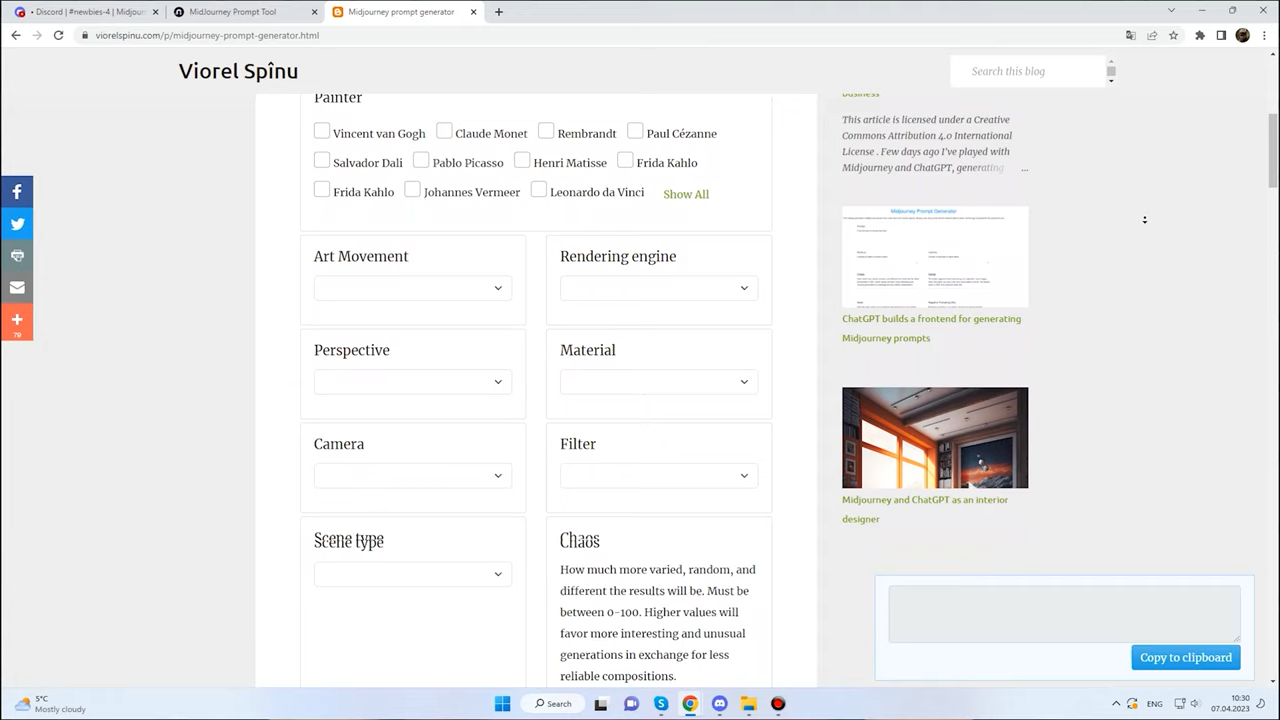 • Discord | #newbies-4 | Midjour
MidJourney Prompt Tool
Midjourney prompt generator
viorelspinu.com/p/midjourney-prompt-generator.html
Viorel Spînu
Search this blog
Painter
Vincent van Gogh
Claude Monet
Rembrandt
Paul Cézanne
Salvador Dali
Pablo Picasso
Henri Matisse
Frida Kahlo
Frida Kahlo
Johannes Vermeer
Leonardo da Vinci
Show All
Art Movement
Rendering engine
Perspective
Material
Camera
Filter
Scene type
Chaos
How much more varied, random, and
different the results will be. Must be
between 0-100. Higher values will
favor more interesting and unusual
generations in exchange for less
reliable compositions.
business
This article is licensed under a Creative
Commons Attribution 4.0 International
License . Few days ago I've played with
Midjourney and ChatGPT, generating ...
Midjourney Prompt Generator
ChatGPT builds a frontend for generating
Midjourney prompts
Midjourney and ChatGPT as an interior
designer
Copy to clipboard
5°C
Mostly cloudy
Search
ENG
10:30
07.04.2023